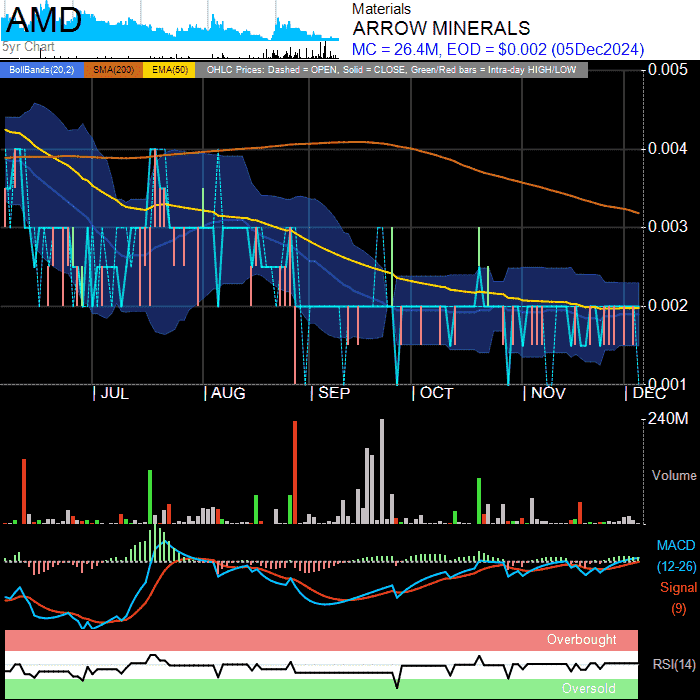 AMD
5yr Chart
Materials
ARROW MINERALS
MC = 26.4M, EOD = $0.002 (05Dec2024)
BollBands(20,2) SMA(200) EMA(50) OHLC Prices: Dashed = OPEN, Solid = CLOSE, Green/Red bars = Intra-day HIGH/LOW
0.005
0.004
0.003
0.002
0.001
JUL AUG SEP OCT NOV DEC
240M
Volume
MACD
(12-26)
Signal
(9)
Overbought
RSI(14)
Oversold